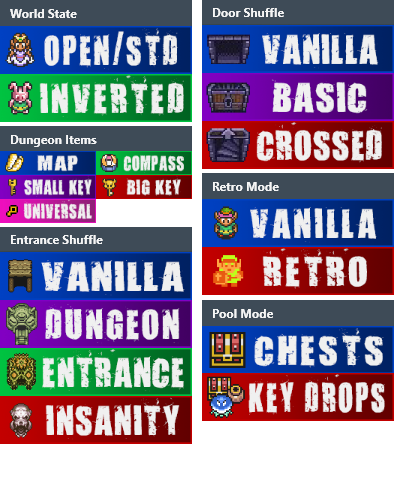 World State
OPEN/STD
INVERTED
Dungeon Items
MAP
COMPASS
SMALL KEY
BIG KEY
UNIVERSAL
Entrance Shuffle
VANILLA
DUNGEON
ENTRANCE
INSANITY
Door Shuffle
VANILLA
BASIC
CROSSED
Retro Mode
VANILLA
RETRO
Pool Mode
CHESTS
KEY DROPS